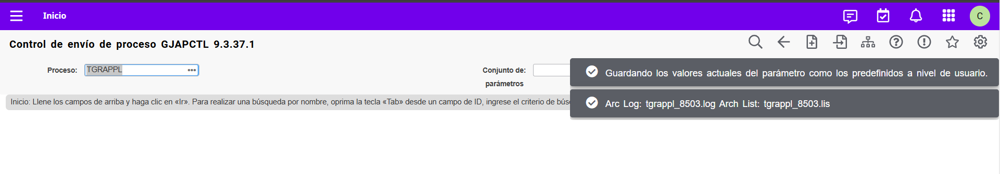 Inicio
C
Control de envío de proceso GJAPCTL 9.3.37.1
Proceso: TGRAPPL
Conjunto de:
parámetros
Guardando los valores actuales del parámetro como los predefinidos a nivel de usuario.
Inicio: Llene los campos de arriba y haga clic en «Ir». Para realizar una búsqueda por nombre, oprima la tecla «Tab» desde un campo de ID, ingrese el criterio de
Arc Log: tgrappl_8503.log Arch List: tgrappl_8503.lis